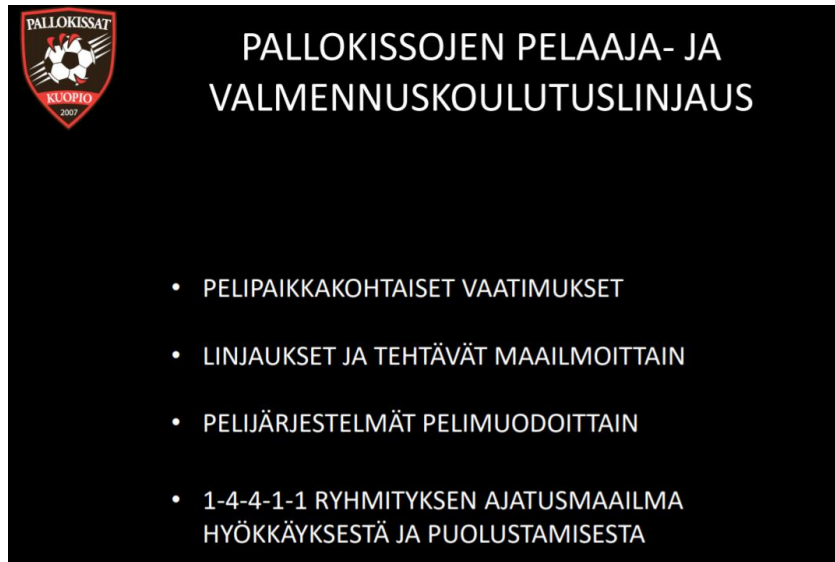 PALLOKISSAT
KUOPIO
2007
PALLOKISSOJEN PELAAJA- JA
VALMENNUSKOULUTUSLINJAUS
• PELIPAIKKAKOHTAISET VAATIMUKSET
• LINJAUKSET JA TEHTÄVÄT MAAILMOITTAIN
• PELIJÄRJESTELMÄT PELIMUODOITTAIN
• 1-4-4-1-1 RYHMITYKSEN AJATUSMAAILMA
HYÖKKÄYKSESTÄ JA PUOLUSTAMISESTA